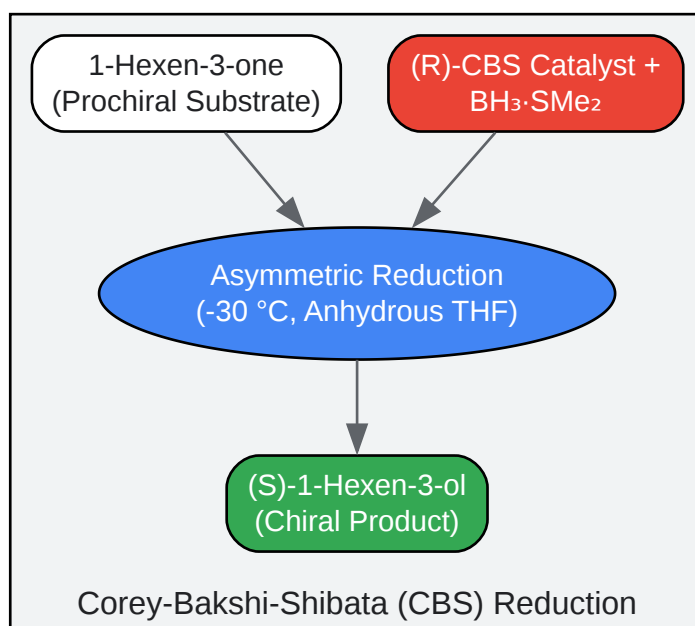 1-Hexen-3-one
(Prochiral Substrate)
(R)-CBS Catalyst +
BH₃·SMe₂
Asymmetric Reduction
(-30 °C, Anhydrous THF)
(S)-1-Hexen-3-ol
(Chiral Product)
Corey-Bakshi-Shibata (CBS) Reduction